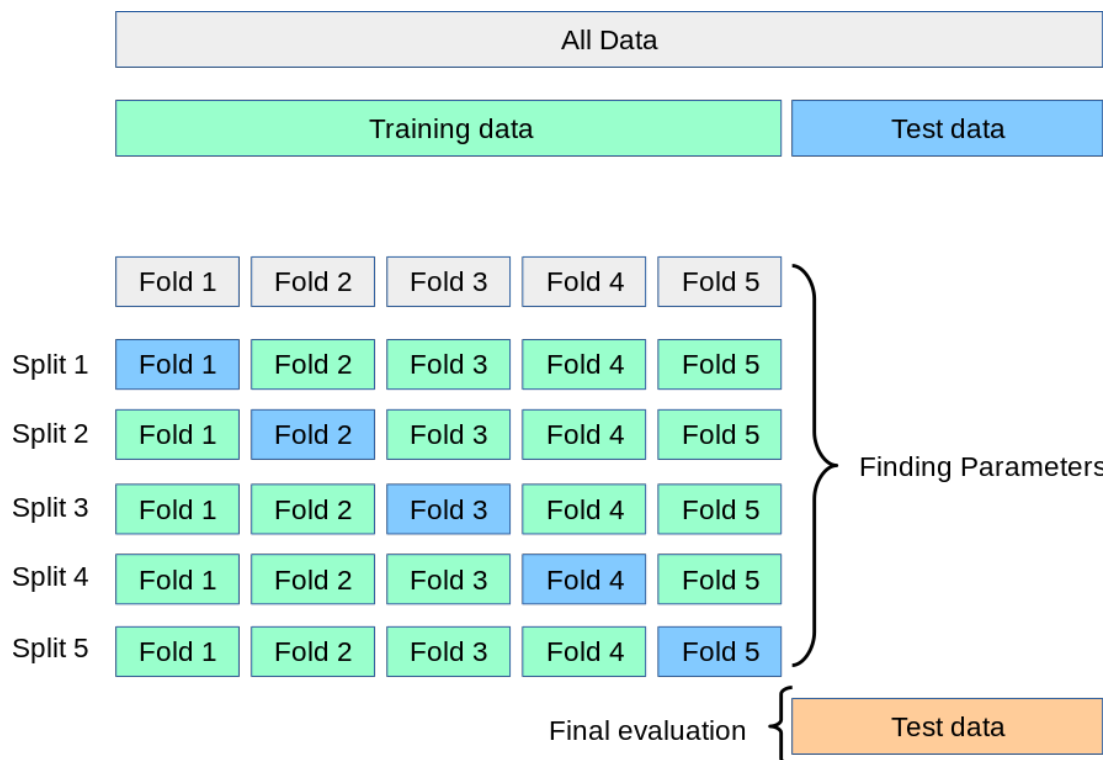 All Data
Training data Test data
Fold 1 Fold 2 Fold 3 Fold 4 Fold 5
Split 1 Fold 1 Fold 2 Fold 3 Fold 4 Fold 5
Split 2 Fold 1 Fold 2 Fold 3 Fold 4 Fold 5
Finding Parameters
Split 3 Fold 1 Fold 2 Fold 3 Fold 4 Fold 5
Split 4 Fold 1 Fold 2 Fold 3 Fold 4 Fold 5
Split 5 Fold 1 Fold 2 Fold 3 Fold 4 Fold 5
Final evaluation Test data